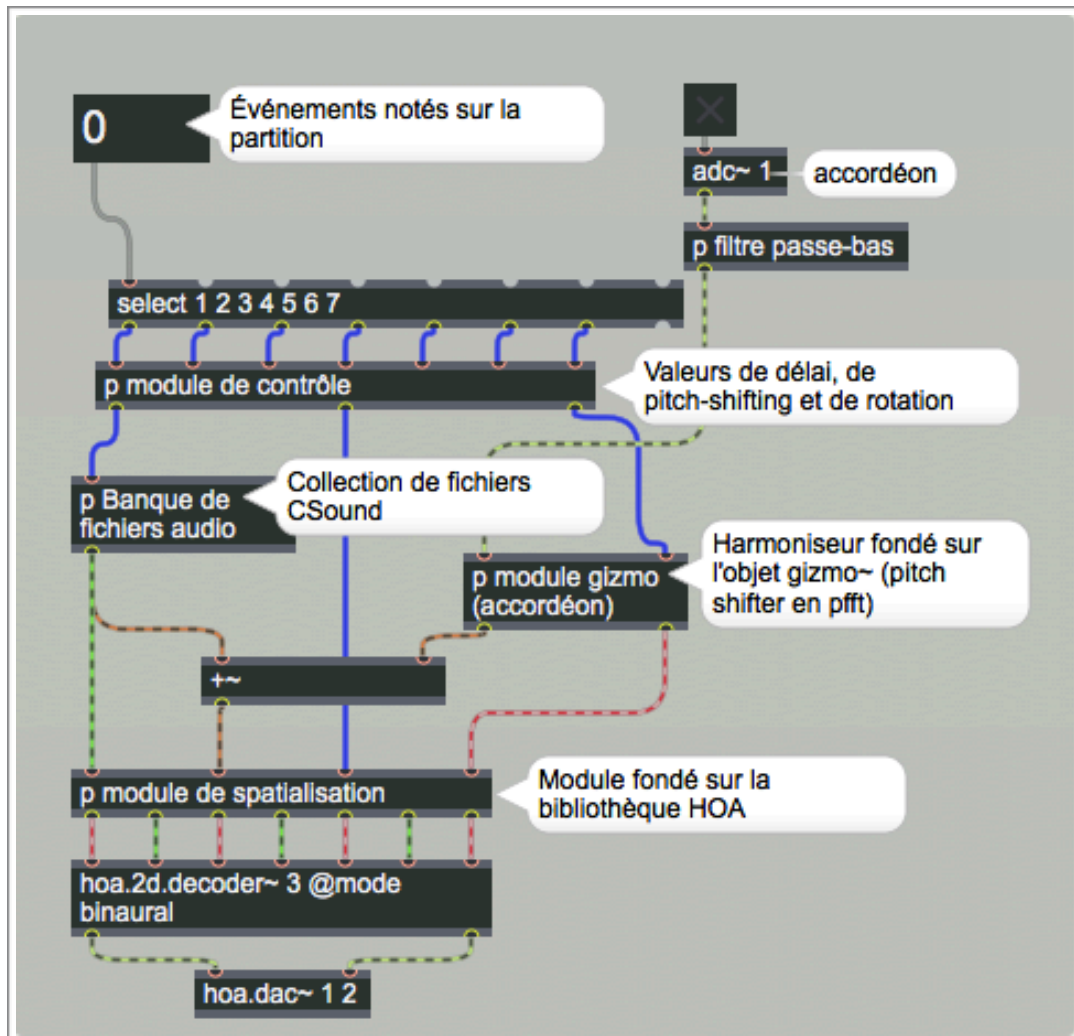 0
Événements notés sur la
partition
adc~ 1
accordéon
p filtre passe-bas
select 1 2 3 4 5 6 7
p module de contrôle
Valeurs de délai, de
pitch-shifting et de rotation
p Banque de
fichiers audio
Collection de fichiers
CSound
p module gizmo
(accordéon)
Harmoniseur fondé sur
l'objet gizmo~ (pitch
shifter en pfft)
+~
p module de spatialisation
Module fondé sur la
bibliothèque HOA
hoa.2d.decoder~ 3 @mode
binaural
hoa.dac~ 1 2